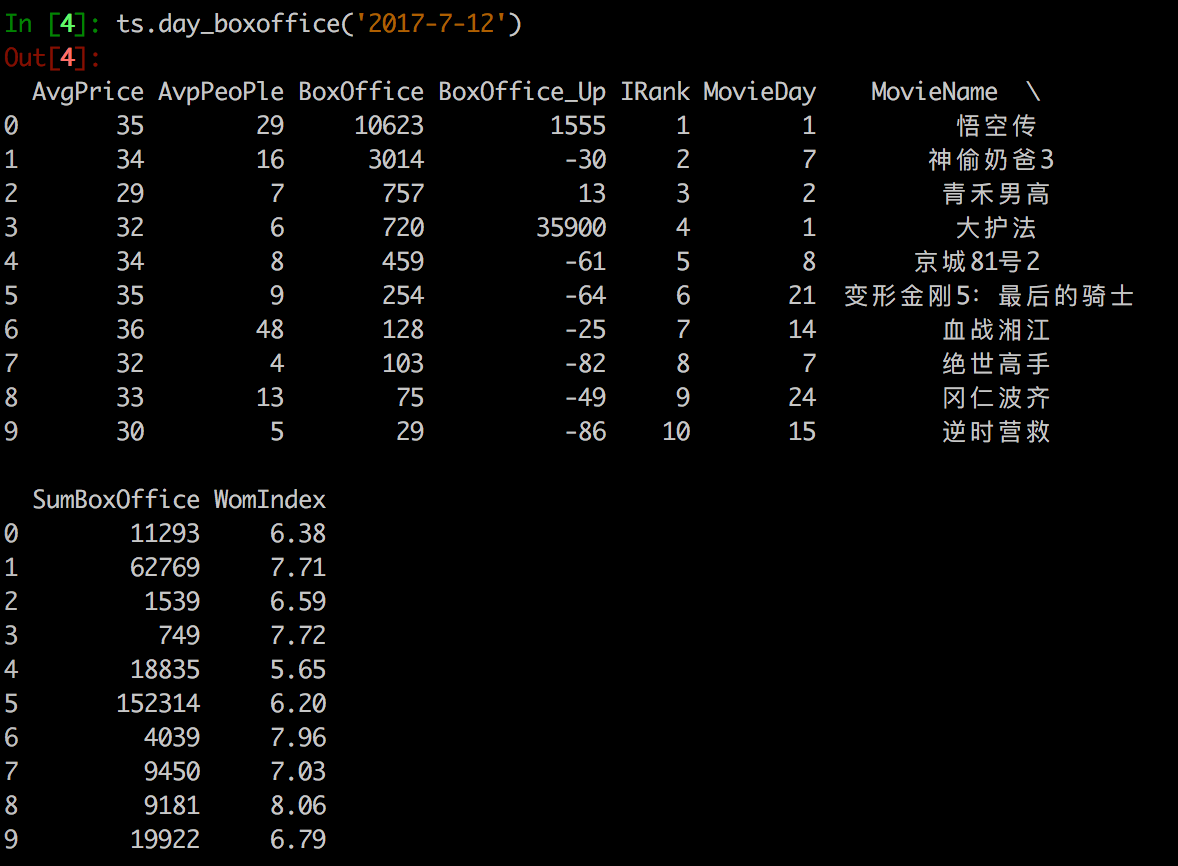 In [4]: ts.day_boxoffice('2017-7-12')
Out[4]:
AvgPrice AvpPeoPle BoxOffice BoxOffice_Up IRank MovieDay MovieName \
0 35 29 10623 1555 1 1 悟空传
1 34 16 3014 -30 2 7 神偷奶爸3
2 29 7 757 13 3 2 青禾男高
3 32 6 720 35900 4 1 大护法
4 34 8 459 -61 5 8 京城81号2
5 35 9 254 -64 6 21 变形金刚5：最后的骑士
6 36 48 128 -25 7 14 血战湘江
7 32 4 103 -82 8 7 绝世高手
8 33 13 75 -49 9 24 冈仁波齐
9 30 5 29 -86 10 15 逆时营救
SumBoxOffice WomIndex
0 11293 6.38
1 62769 7.71
2 1539 6.59
3 749 7.72
4 18835 5.65
5 152314 6.20
6 4039 7.96
7 9450 7.03
8 9181 8.06
9 19922 6.79